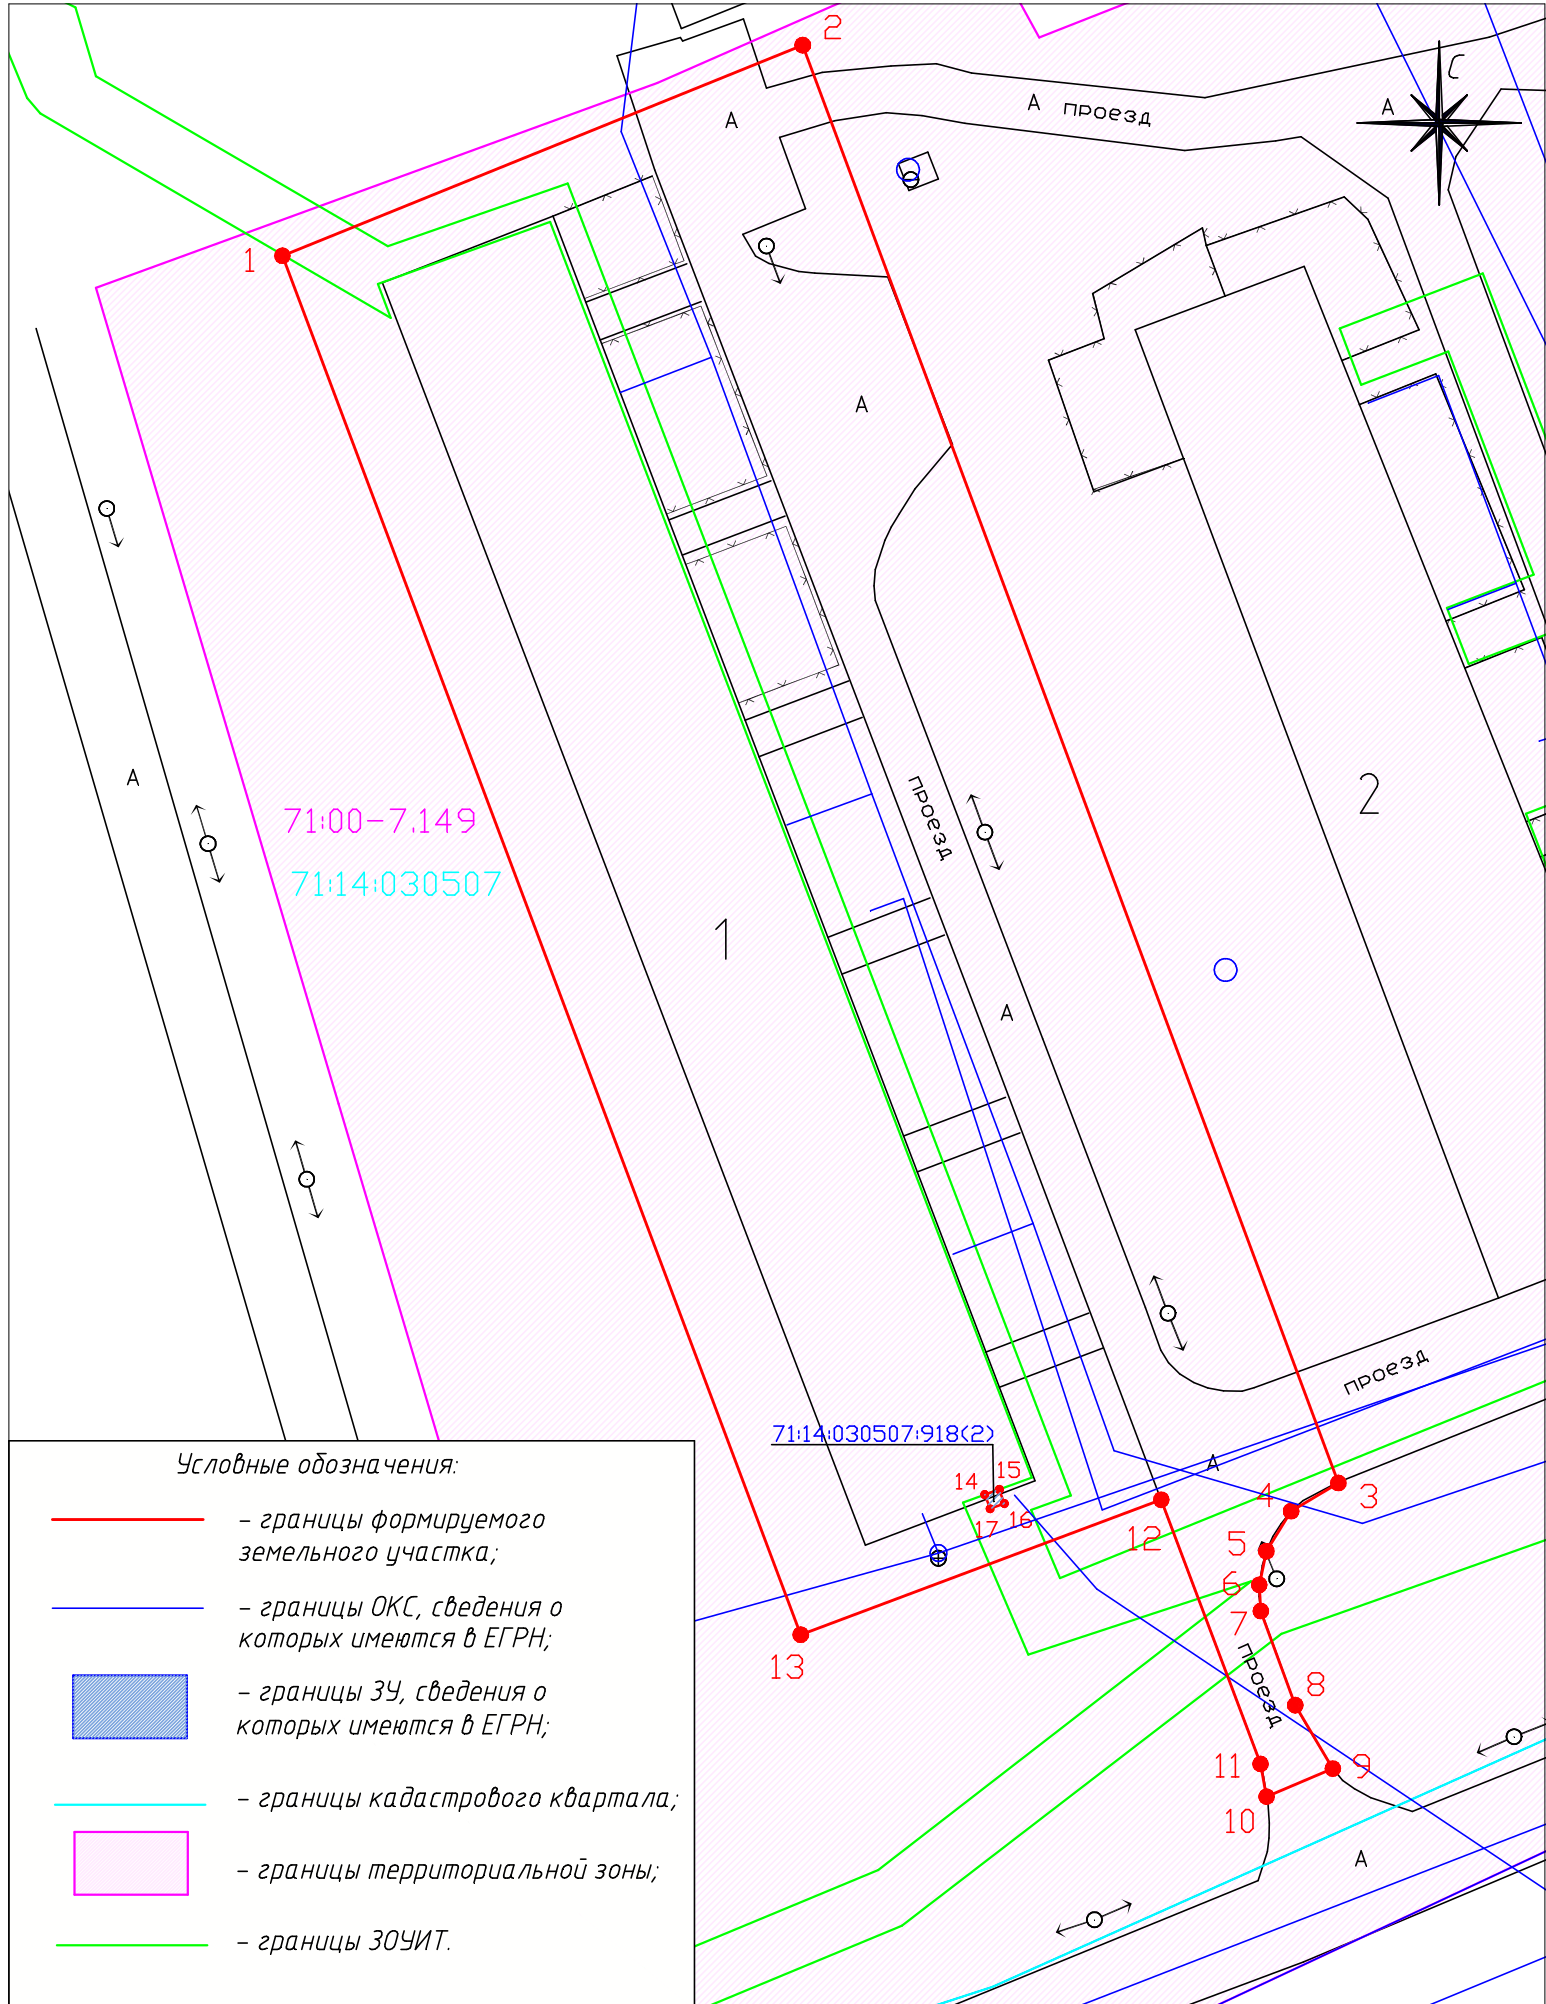 2
С
А
А проезд
А
1
А
А
71:00-7.149
71:14:030507
проезд
2
1
А
проезд
71:14:030507:918(2)
А
14
15
16
17
3
4
5
6
7
12
13
проезд
8
9
11
10
А
Условные обозначения:
- границы формируемого
земельного участка;
- границы ОКС, сведения о
которых имеются в ЕГРН;
- границы ЗУ, сведения о
которых имеются в ЕГРН;
- границы кадастрового квартала;
- границы территориальной зоны;
- границы ЗОУИТ.